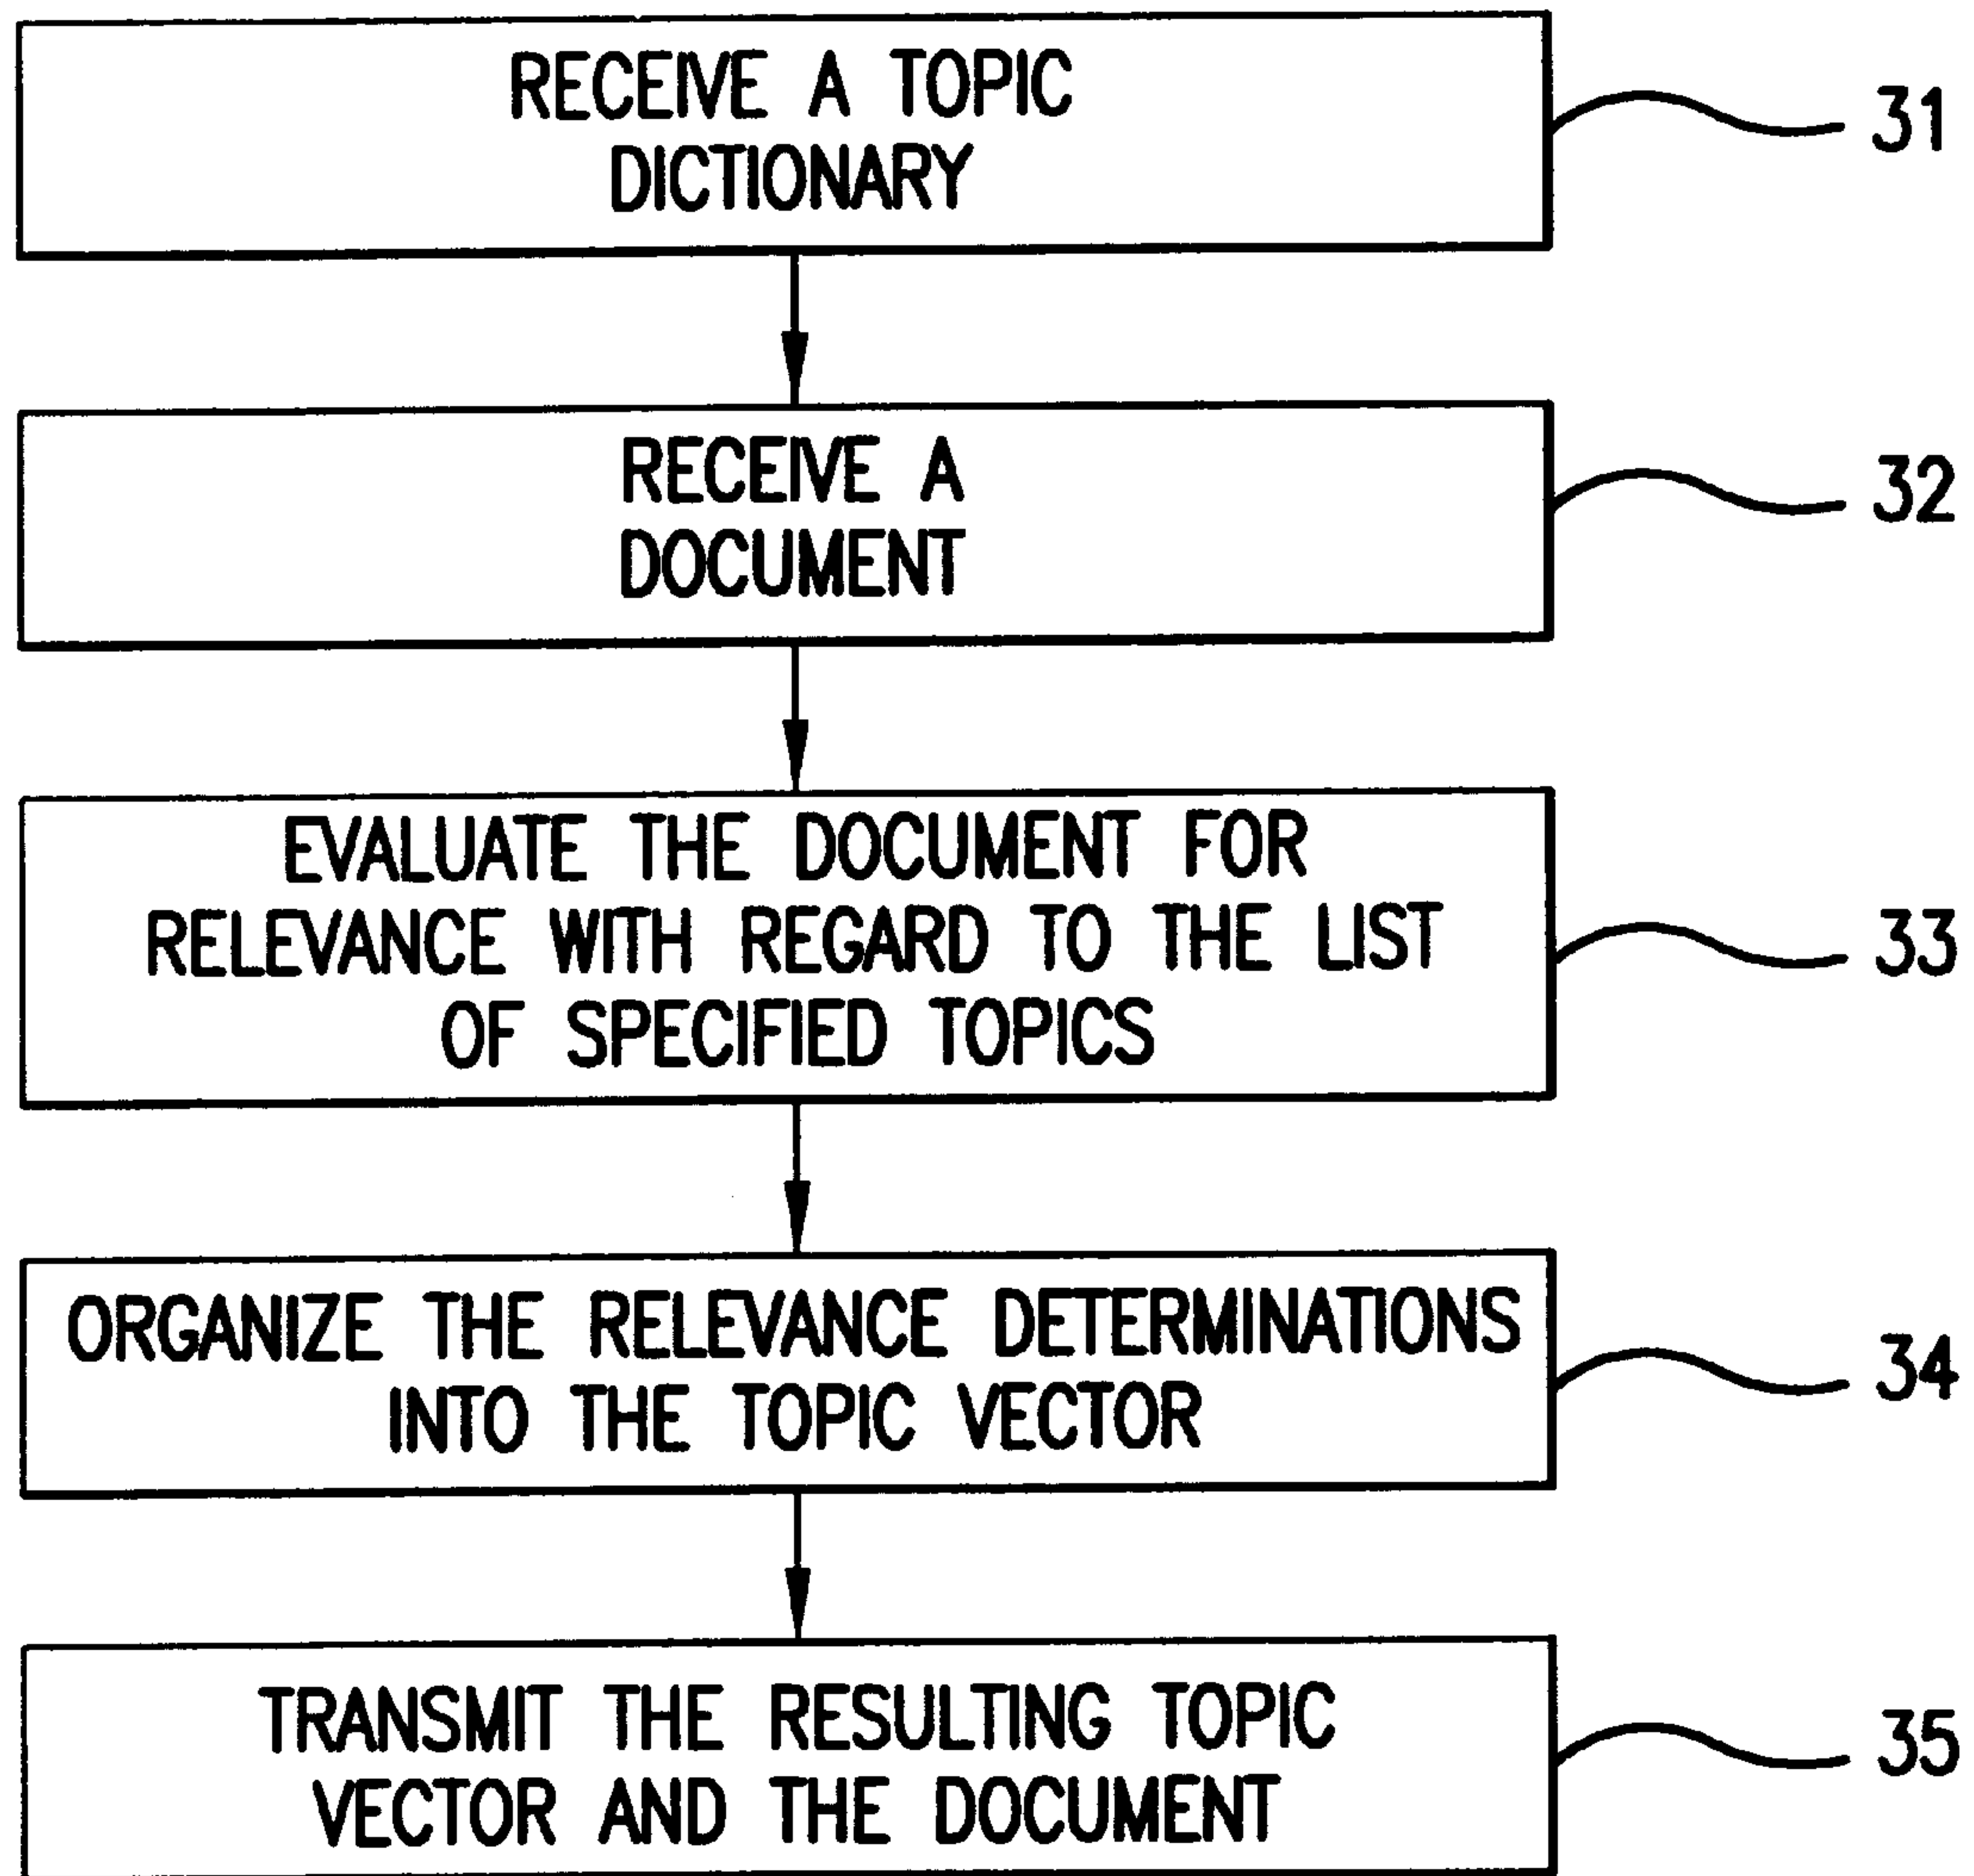 RECEIVE A TOPIC
DICTIONARY
31
RECEIVE A
DOCUMENT
32
EVALUATE THE DOCUMENT FOR
RELEVANCE WITH REGARD TO THE LIST
OF SPECIFIED TOPICS
33
ORGANIZE THE RELEVANCE DETERMINATIONS
INTO THE TOPIC VECTOR
34
TRANSMIT THE RESULTING TOPIC
VECTOR AND THE DOCUMENT
35